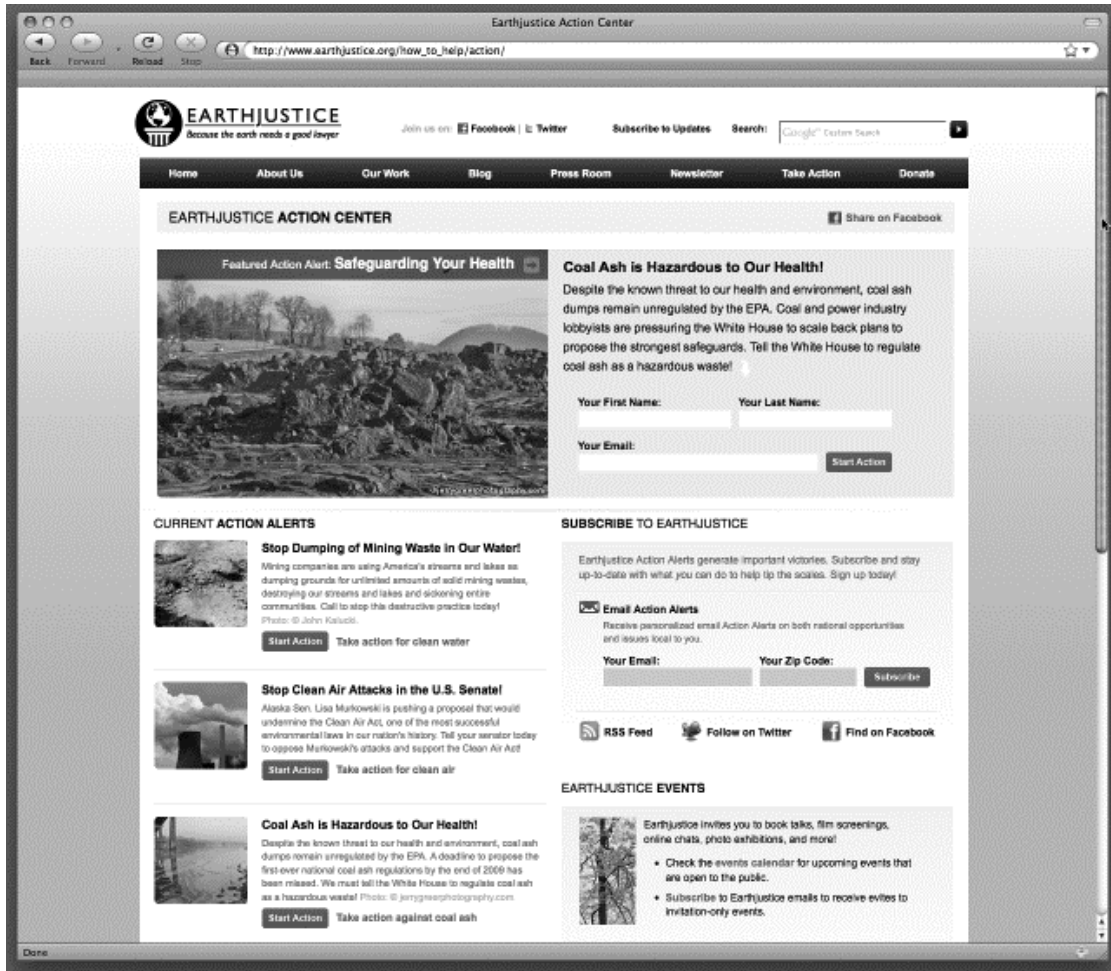 Earthjustice Action Center
Back Forward Reload Stop
http://www.earthjustice.org/how_to_help/action/
EARTHJUSTICE
Because the earth needs a good lawyer
Join us on: Facebook | Twitter Subscribe to Updates Search: Google™ Custom Search
Home About Us Our Work Blog Press Room Newsletter Take Action Donate
EARTHJUSTICE ACTION CENTER
Share on Facebook
Featured Action Alert: Safeguarding Your Health
jerrygreerphotography.com
Coal Ash is Hazardous to Our Health!
Despite the known threat to our health and environment, coal ash
dumps remain unregulated by the EPA. Coal and power industry
lobbyists are pressuring the White House to scale back plans to
propose the strongest safeguards. Tell the White House to regulate
coal ash as a hazardous waste!
Your First Name: Your Last Name:
Your Email:
Start Action
CURRENT ACTION ALERTS
Stop Dumping of Mining Waste in Our Water!
Mining companies are using America's streams and lakes as
dumping grounds for unlimited amounts of solid mining wastes,
destroying our streams and lakes and sickening entire
communities. Call to stop this destructive practice today!
Photo: © John Kalucki.
Start Action Take action for clean water
Stop Clean Air Attacks in the U.S. Senate!
Alaska Sen. Lisa Murkowski is pushing a proposal that would
undermine the Clean Air Act, one of the most successful
environmental laws in our nation's history. Tell your senator today
to oppose Murkowski's attacks and support the Clean Air Act!
Start Action Take action for clean air
Coal Ash is Hazardous to Our Health!
Despite the known threat to our health and environment, coal ash
dumps remain unregulated by the EPA. A deadline to propose the
first-ever national coal ash regulations by the end of 2009 has
been missed. We must tell the White House to regulate coal ash
as a hazardous waste! Photo: © jerrygreerphotography.com
Start Action Take action against coal ash
SUBSCRIBE TO EARTHJUSTICE
Earthjustice Action Alerts generate important victories. Subscribe and stay
up-to-date with what you can do to help tip the scales. Sign up today!
Email Action Alerts
Receive personalized email Action Alerts on both national opportunities
and issues local to you.
Your Email: Your Zip Code:
Subscribe
RSS Feed Follow on Twitter Find on Facebook
EARTHJUSTICE EVENTS
Earthjustice invites you to book talks, film screenings,
online chats, photo exhibitions, and more!
• Check the events calendar for upcoming events that
are open to the public.
• Subscribe to Earthjustice emails to receive evites to
invitation-only events.
Done